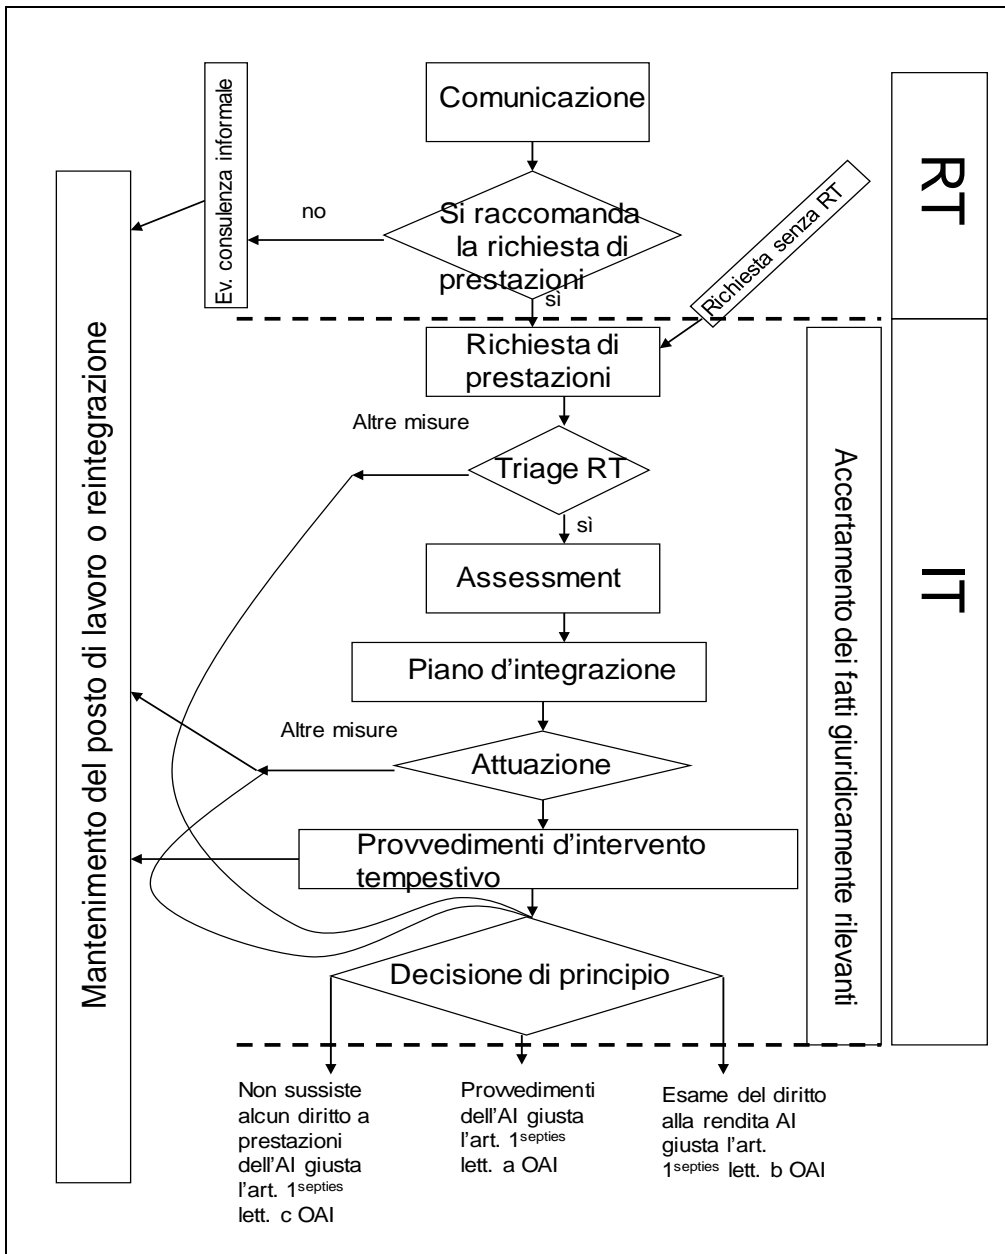 Comunicazione
Ev. consulenza informale
RT
no
Si raccomanda
la richiesta di
prestazioni
sì
Richiesta senza RT
Mantenimento del posto di lavoro o reintegrazione
Richiesta di
prestazioni
Altre misure
Triage RT
sì
Accertamento dei fatti giuridicamente rilevanti
IT
Assessment
Piano d’integrazione
Altre misure
Attuazione
Provvedimenti d’intervento
tempestivo
Decisione di principio
Non sussiste
alcun diritto a
prestazioni
dell’AI giusta
l’art. 1septies
lett. c OAI
Provvedimenti
dell’AI giusta
l’art. 1septies
lett. a OAI
Esame del diritto
alla rendita AI
giusta l’art.
1septies lett. b OAI